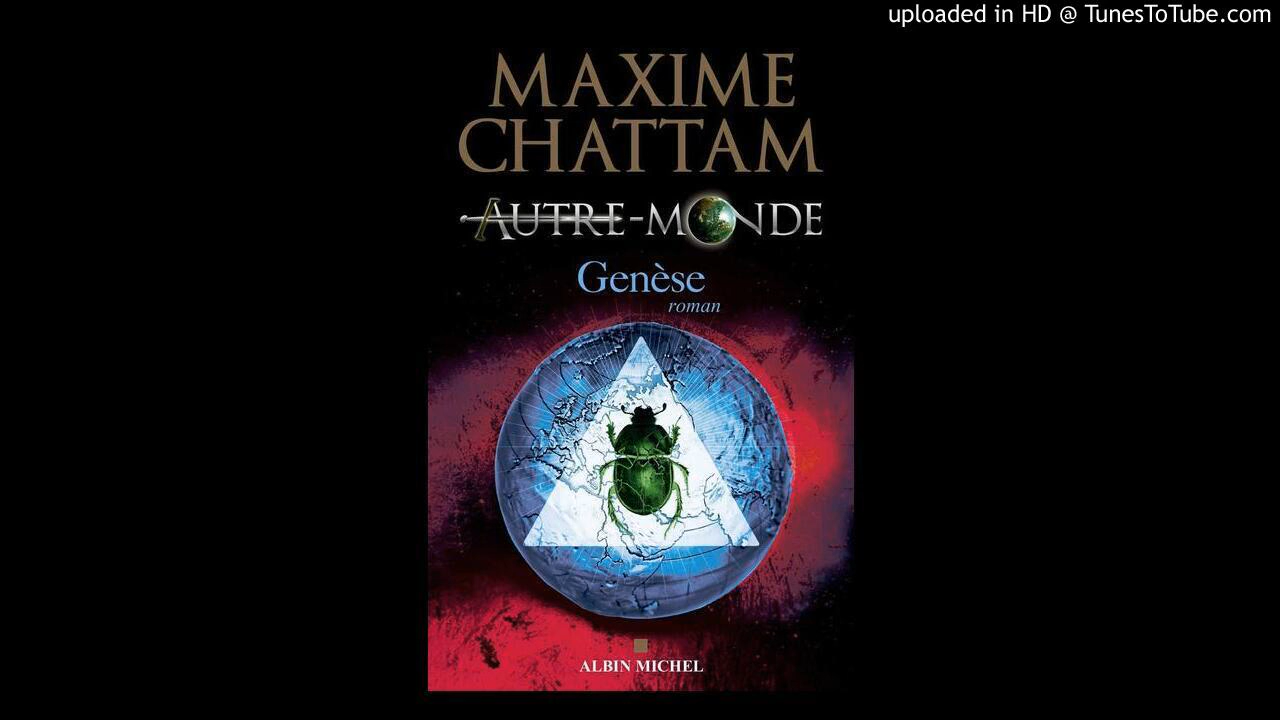 uploaded in HD @ TunesToTube.com
MAXIME
CHATTAM
AUTRE-MONDE
Genèse
roman
ALBIN MICHEL